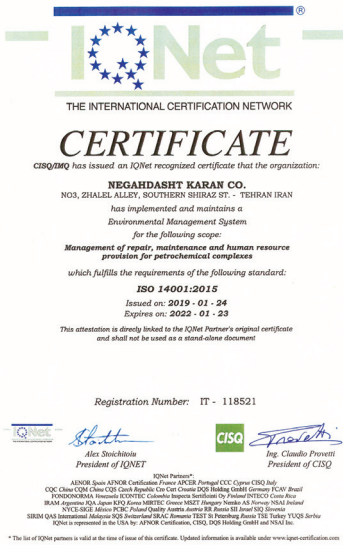 IQNet ®
THE INTERNATIONAL CERTIFICATION NETWORK
CERTIFICATE
CISQ/IMQ has issued an IQNet recognized certificate that the organization:
NEGAHDASHT KARAN CO.
NO3, ZHALEL ALLEY, SOUTHERN SHIRAZ ST. - TEHRAN IRAN
has implemented and maintains a
Environmental Management System
for the following scope:
Management of repair, maintenance and human resource
provision for petrochemical complexes
which fulfills the requirements of the following standard:
ISO 14001:2015
Issued on: 2019 - 01 - 24
Expires on: 2022 - 01 - 23
This attestation is direcly linked to the IQNet Partner's original certificate
and shall not be used as a stand-alone document
Registration Number: IT - 118521
IQNet
CISQ
Alex Stoichitoiu
President of IQNET
Ing. Claudio Provetti
President of CISQ
IQNet Partners*:
AENOR Spain AFNOR Certification France APCER Portugal CCC Cyprus CISQ Italy
CQC China CQM China CQS Czech Republic Cro Cert Croatia DQS Holding GmbH Germany FCAV Brazil
FONDONORMA Venezuela ICONTEC Colombia Inspecta Sertifiointi Oy Finland INTECO Costa Rica
IRAM Argentina JQA Japan KFQ Korea MIRTEC Greece MSZT Hungary Nemko AS Norway NSAI Ireland
NYCE-SIGE México PCBC Poland Quality Austria Austria RR Russia SII Israel SIQ Slovenia
SIRIM QAS International Malaysia SQS Switzerland SRAC Romania TEST St Petersburg Russia TSE Turkey YUQS Serbia
IQNet is represented in the USA by: AFNOR Certification, CISQ, DQS Holding GmbH and NSAI Inc.
* The list of IQNet partners is valid at the time of issue of this certificate. Updated information is available under www.iqnet-certification.com